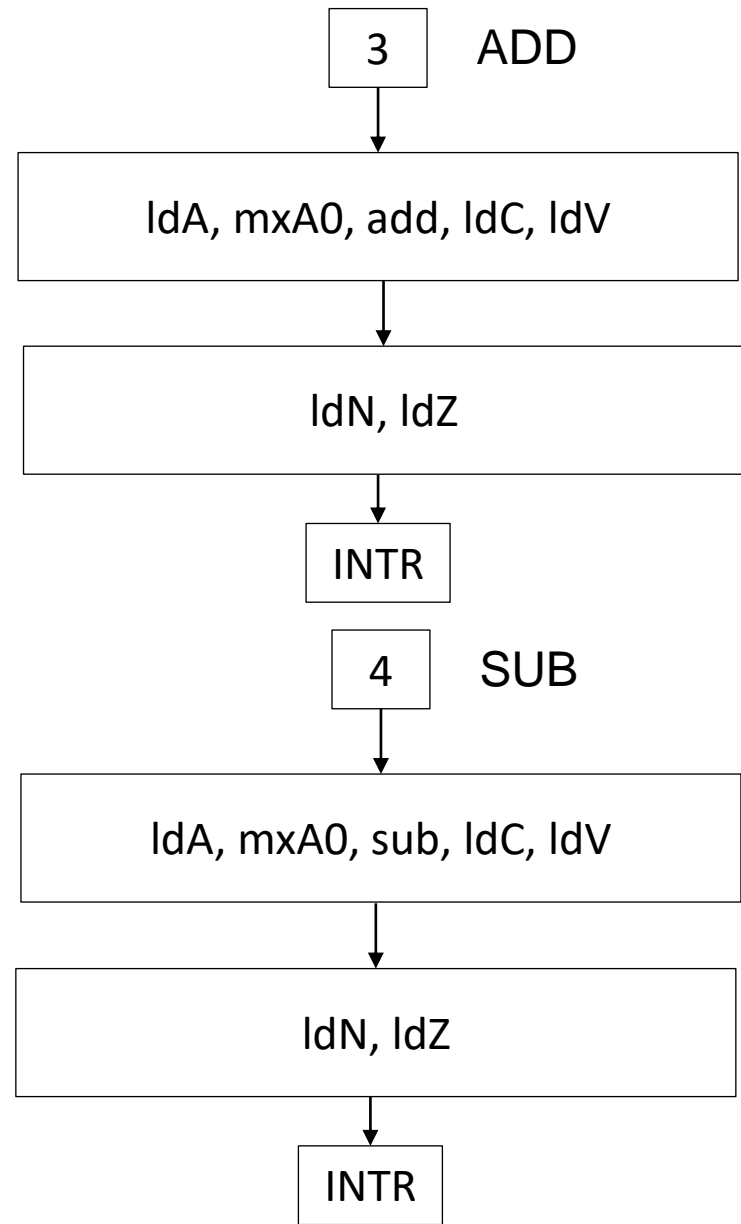 3 ADD
ldA, mxA0, add, ldC, ldV
ldN, ldZ
INTR
4 SUB
ldA, mxA0, sub, ldC, ldV
ldN, ldZ
INTR